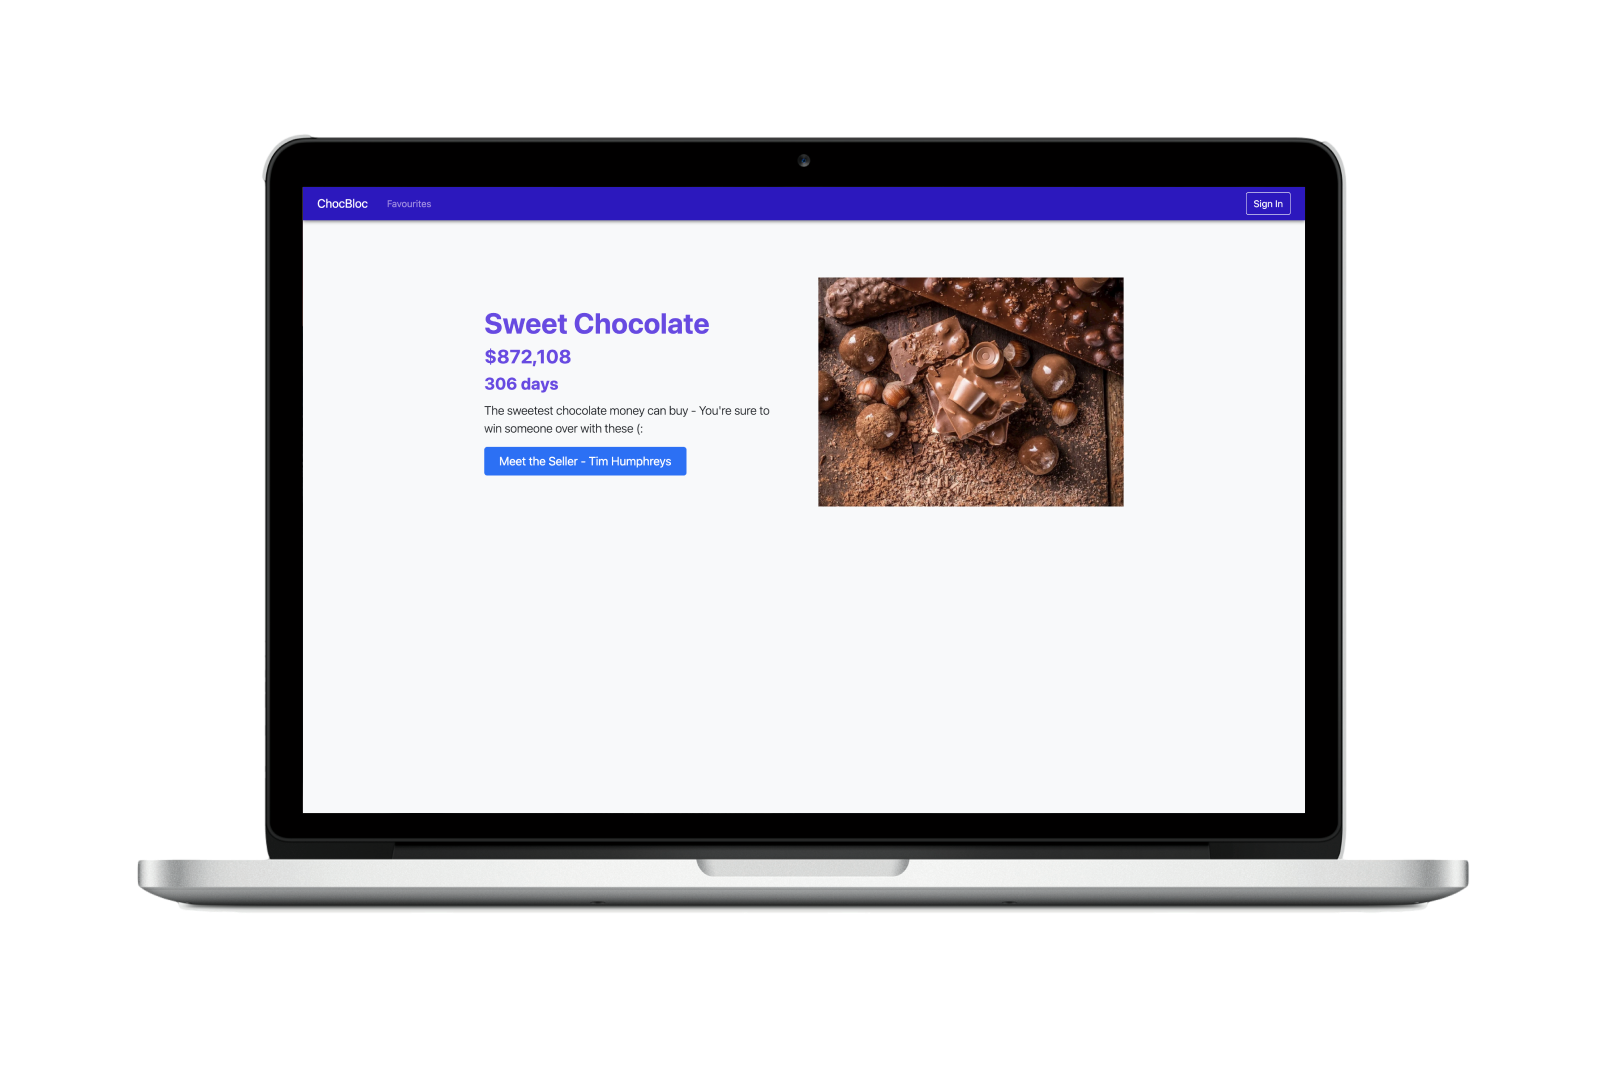 ChocBloc Favourites Sign In
Sweet Chocolate
$872,108
306 days
The sweetest chocolate money can buy - You're sure to
win someone over with these (:
Meet the Seller - Tim Humphreys